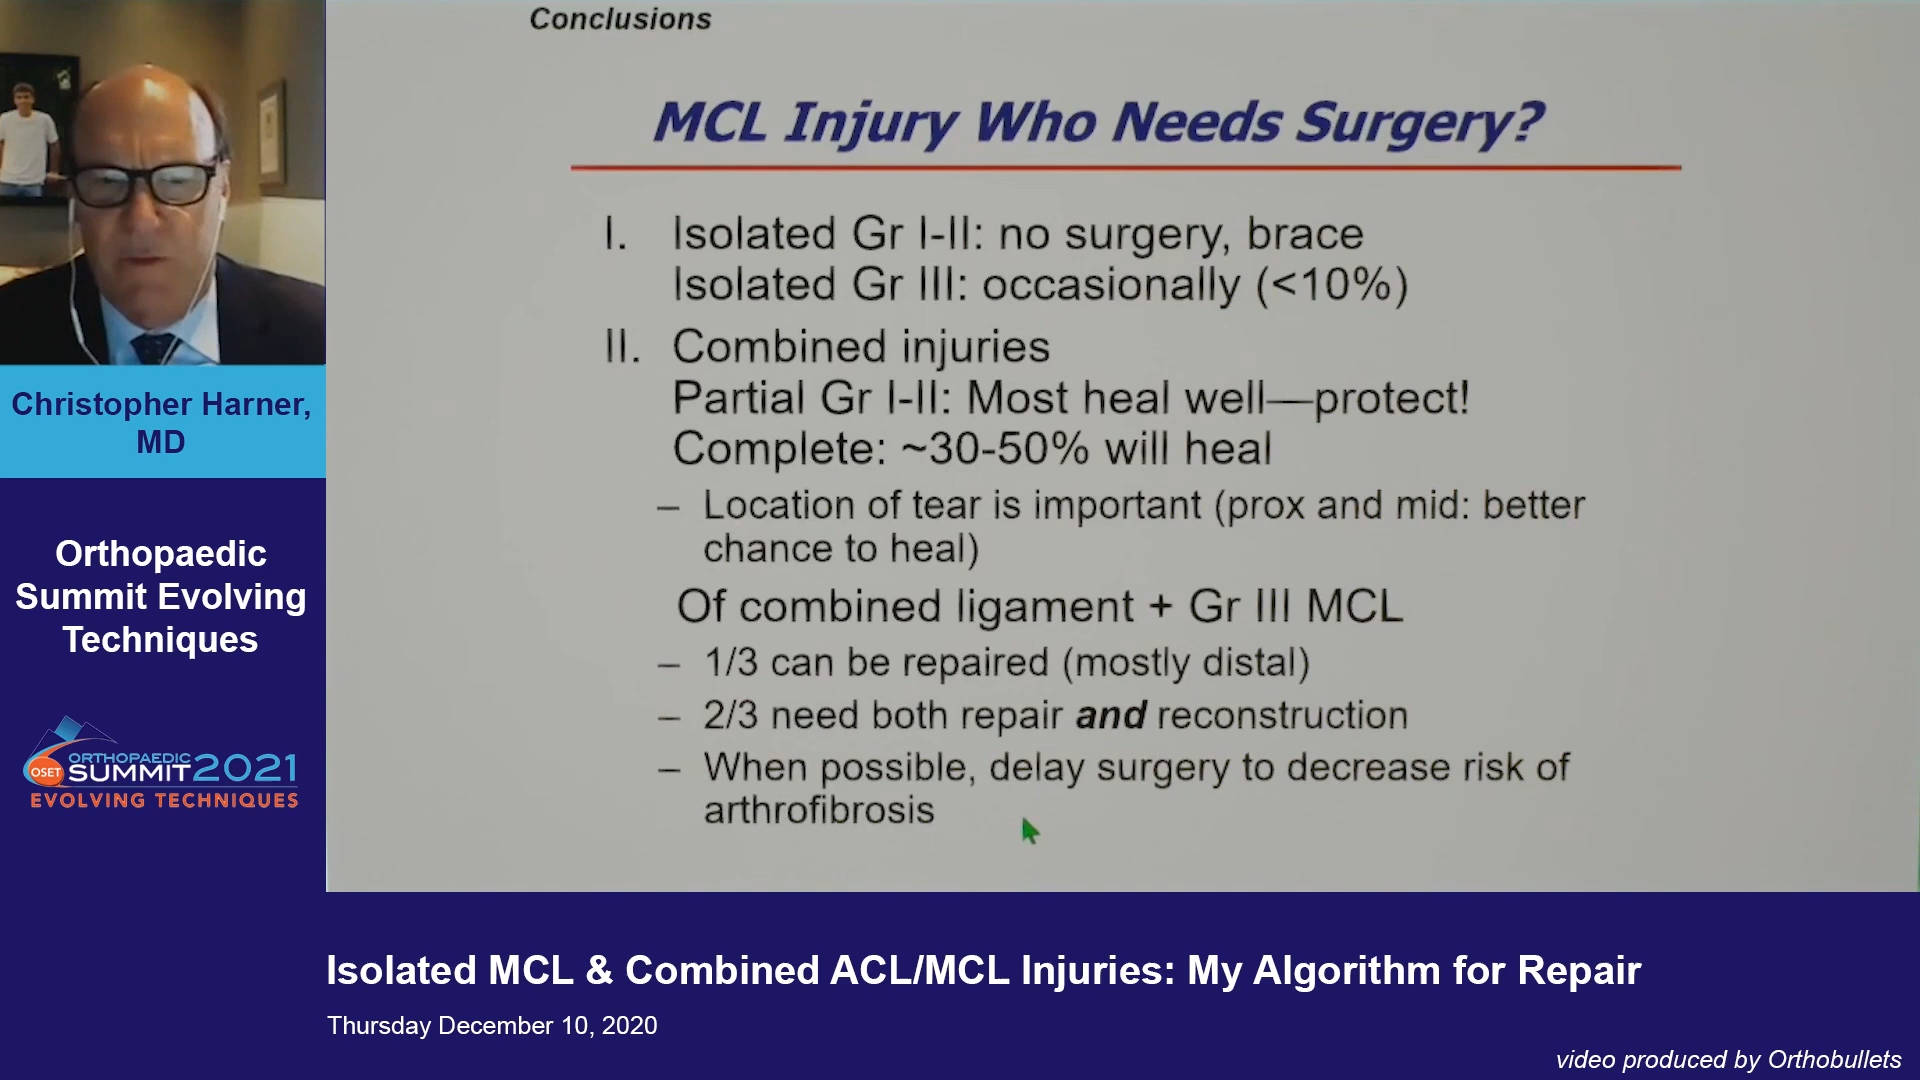 Conclusions
MCL Injury Who Needs Surgery?
I. Isolated Gr I-II: no surgery, brace
Isolated Gr III: occasionally (<10%)
II. Combined injuries
Partial Gr I-II: Most heal well—protect!
Complete: ~30-50% will heal
– Location of tear is important (prox and mid: better
chance to heal)
Of combined ligament + Gr III MCL
– 1/3 can be repaired (mostly distal)
– 2/3 need both repair and reconstruction
– When possible, delay surgery to decrease risk of
arthrofibrosis
Christopher Harner,
MD
Orthopaedic
Summit Evolving
Techniques
OSET
ORTHOPAEDIC
SUMMIT 2021
EVOLVING TECHNIQUES
Isolated MCL & Combined ACL/MCL Injuries: My Algorithm for Repair
Thursday December 10, 2020
video produced by Orthobullets